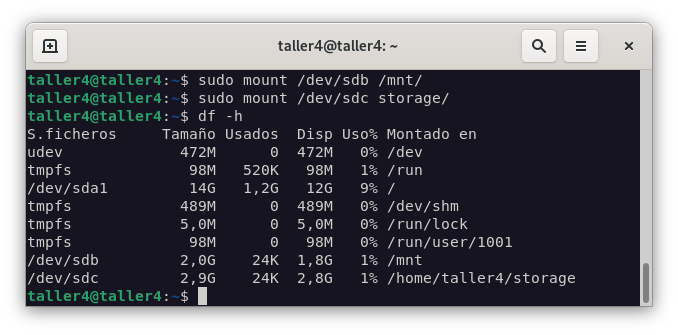 taller4@taller4: ~
taller4@taller4:~$ sudo mount /dev/sdb /mnt/
taller4@taller4:~$ sudo mount /dev/sdc storage/
taller4@taller4:~$ df -h
S.ficheros     Tamaño Usados  Disp Uso% Montado en
udev             472M      0  472M   0% /dev
tmpfs             98M   520K   98M   1% /run
/dev/sda1         14G   1,2G   12G   9% /
tmpfs            489M      0  489M   0% /dev/shm
tmpfs            5,0M      0  5,0M   0% /run/lock
tmpfs             98M      0   98M   0% /run/user/1001
/dev/sdb         2,0G    24K  1,8G   1% /mnt
/dev/sdc         2,9G    24K  2,8G   1% /home/taller4/storage
taller4@taller4:~$